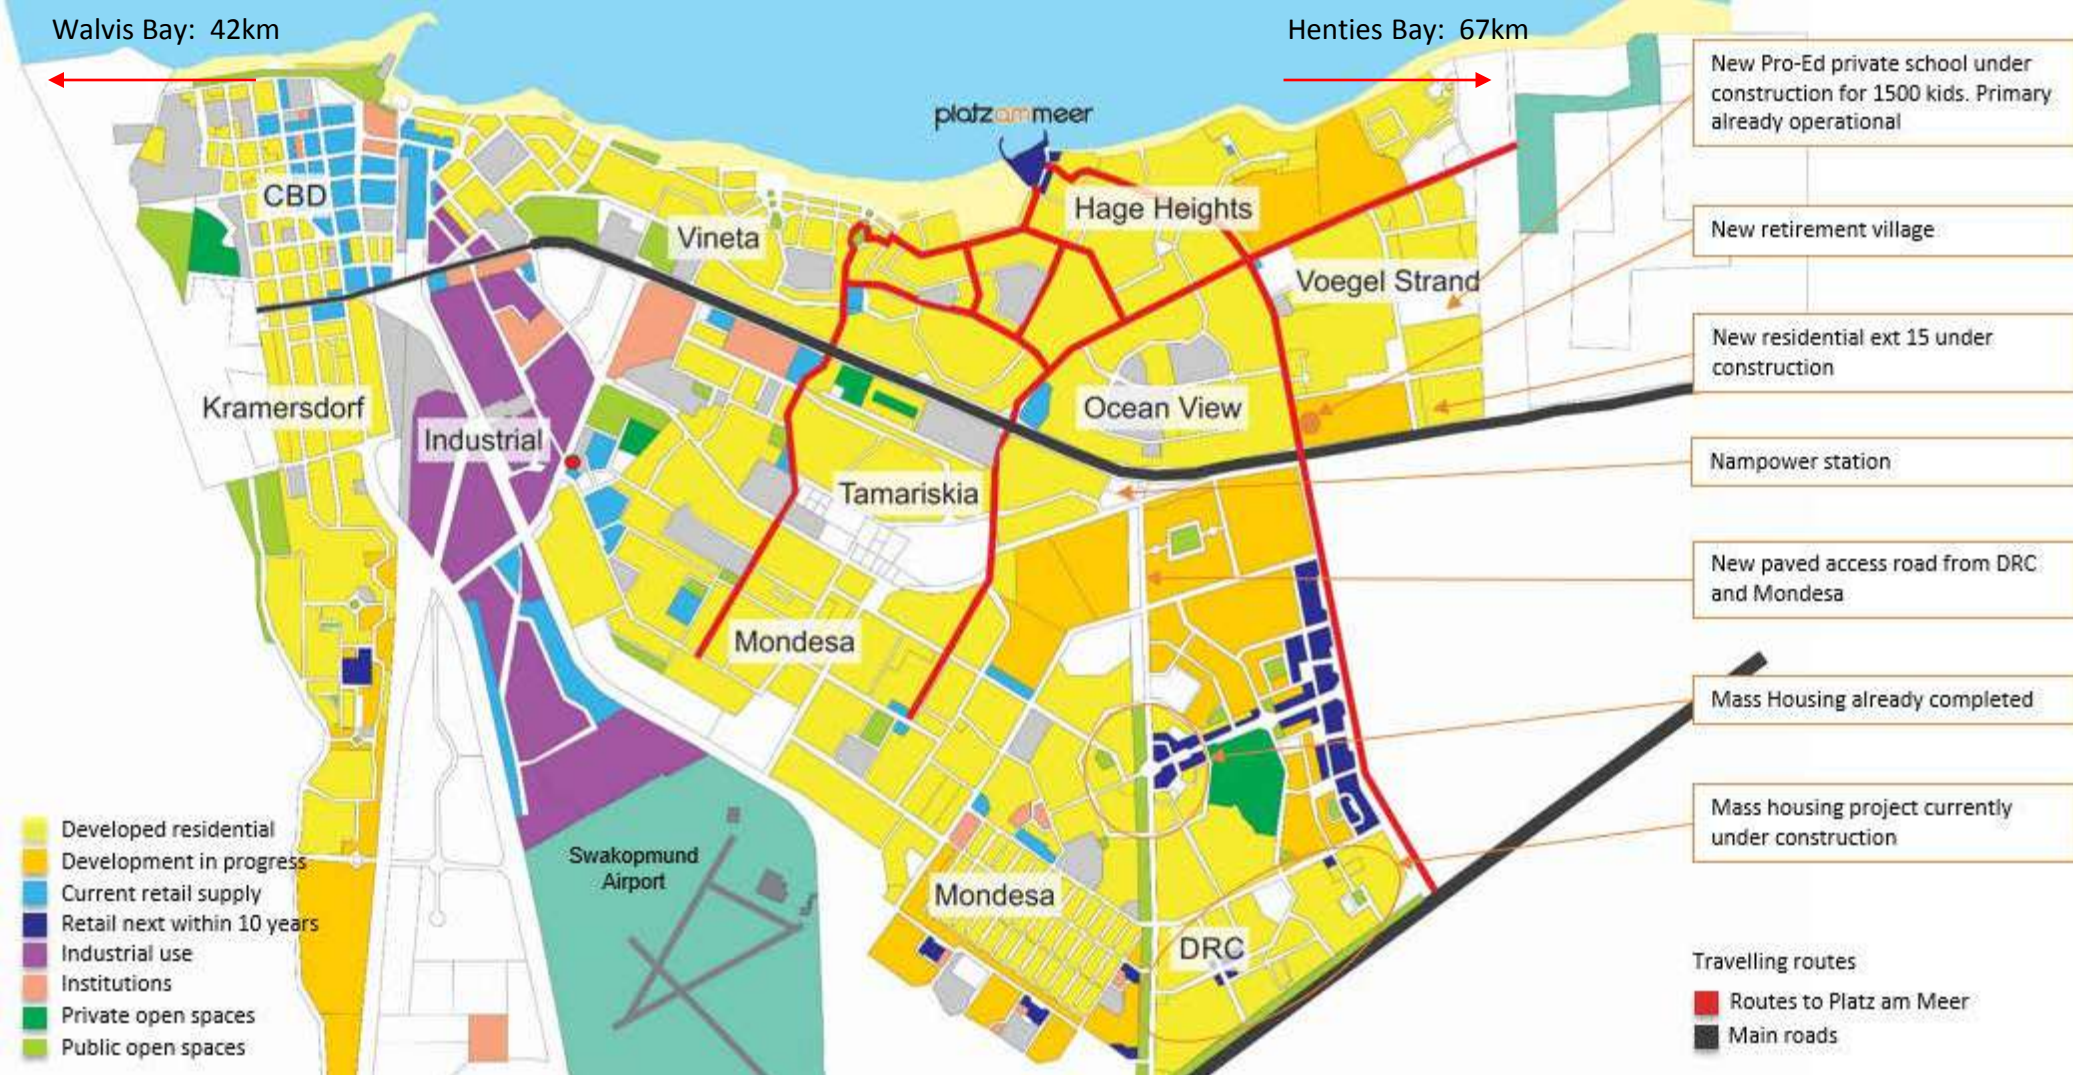 Walvis Bay: 42km
Henties Bay: 67km
platzammeer
New Pro-Ed private school under
construction for 1500 kids. Primary
already operational
CBD
Vineta
Hage Heights
New retirement village
Voegel Strand
New residential ext 15 under
construction
Kramersdorf
Industrial
Ocean View
Nampower station
Tamariskia
New paved access road from DRC
and Mondesa
Mondesa
Mass Housing already completed
Mass housing project currently
under construction
Swakopmund
Airport
Mondesa
DRC
Developed residential
Development in progress
Current retail supply
Retail next within 10 years
Industrial use
Institutions
Private open spaces
Public open spaces
Travelling routes
Routes to Platz am Meer
Main roads